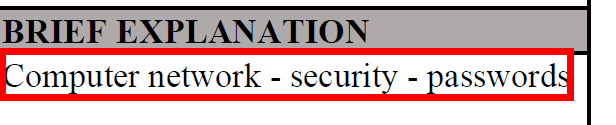 BRIEF EXPLANATION
Computer network - security - passwords